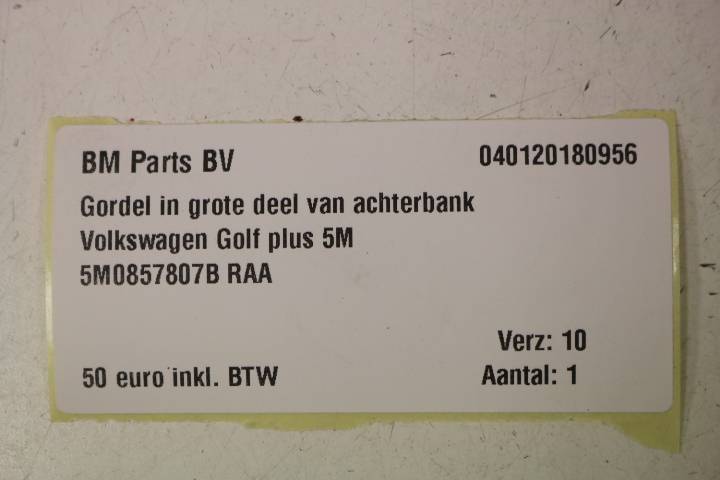 BM Parts BV 040120180956
Gordel in grote deel van achterbank
Volkswagen Golf plus 5M
5M0857807B RAA
Verz: 10
50 euro inkl. BTW Aantal: 1